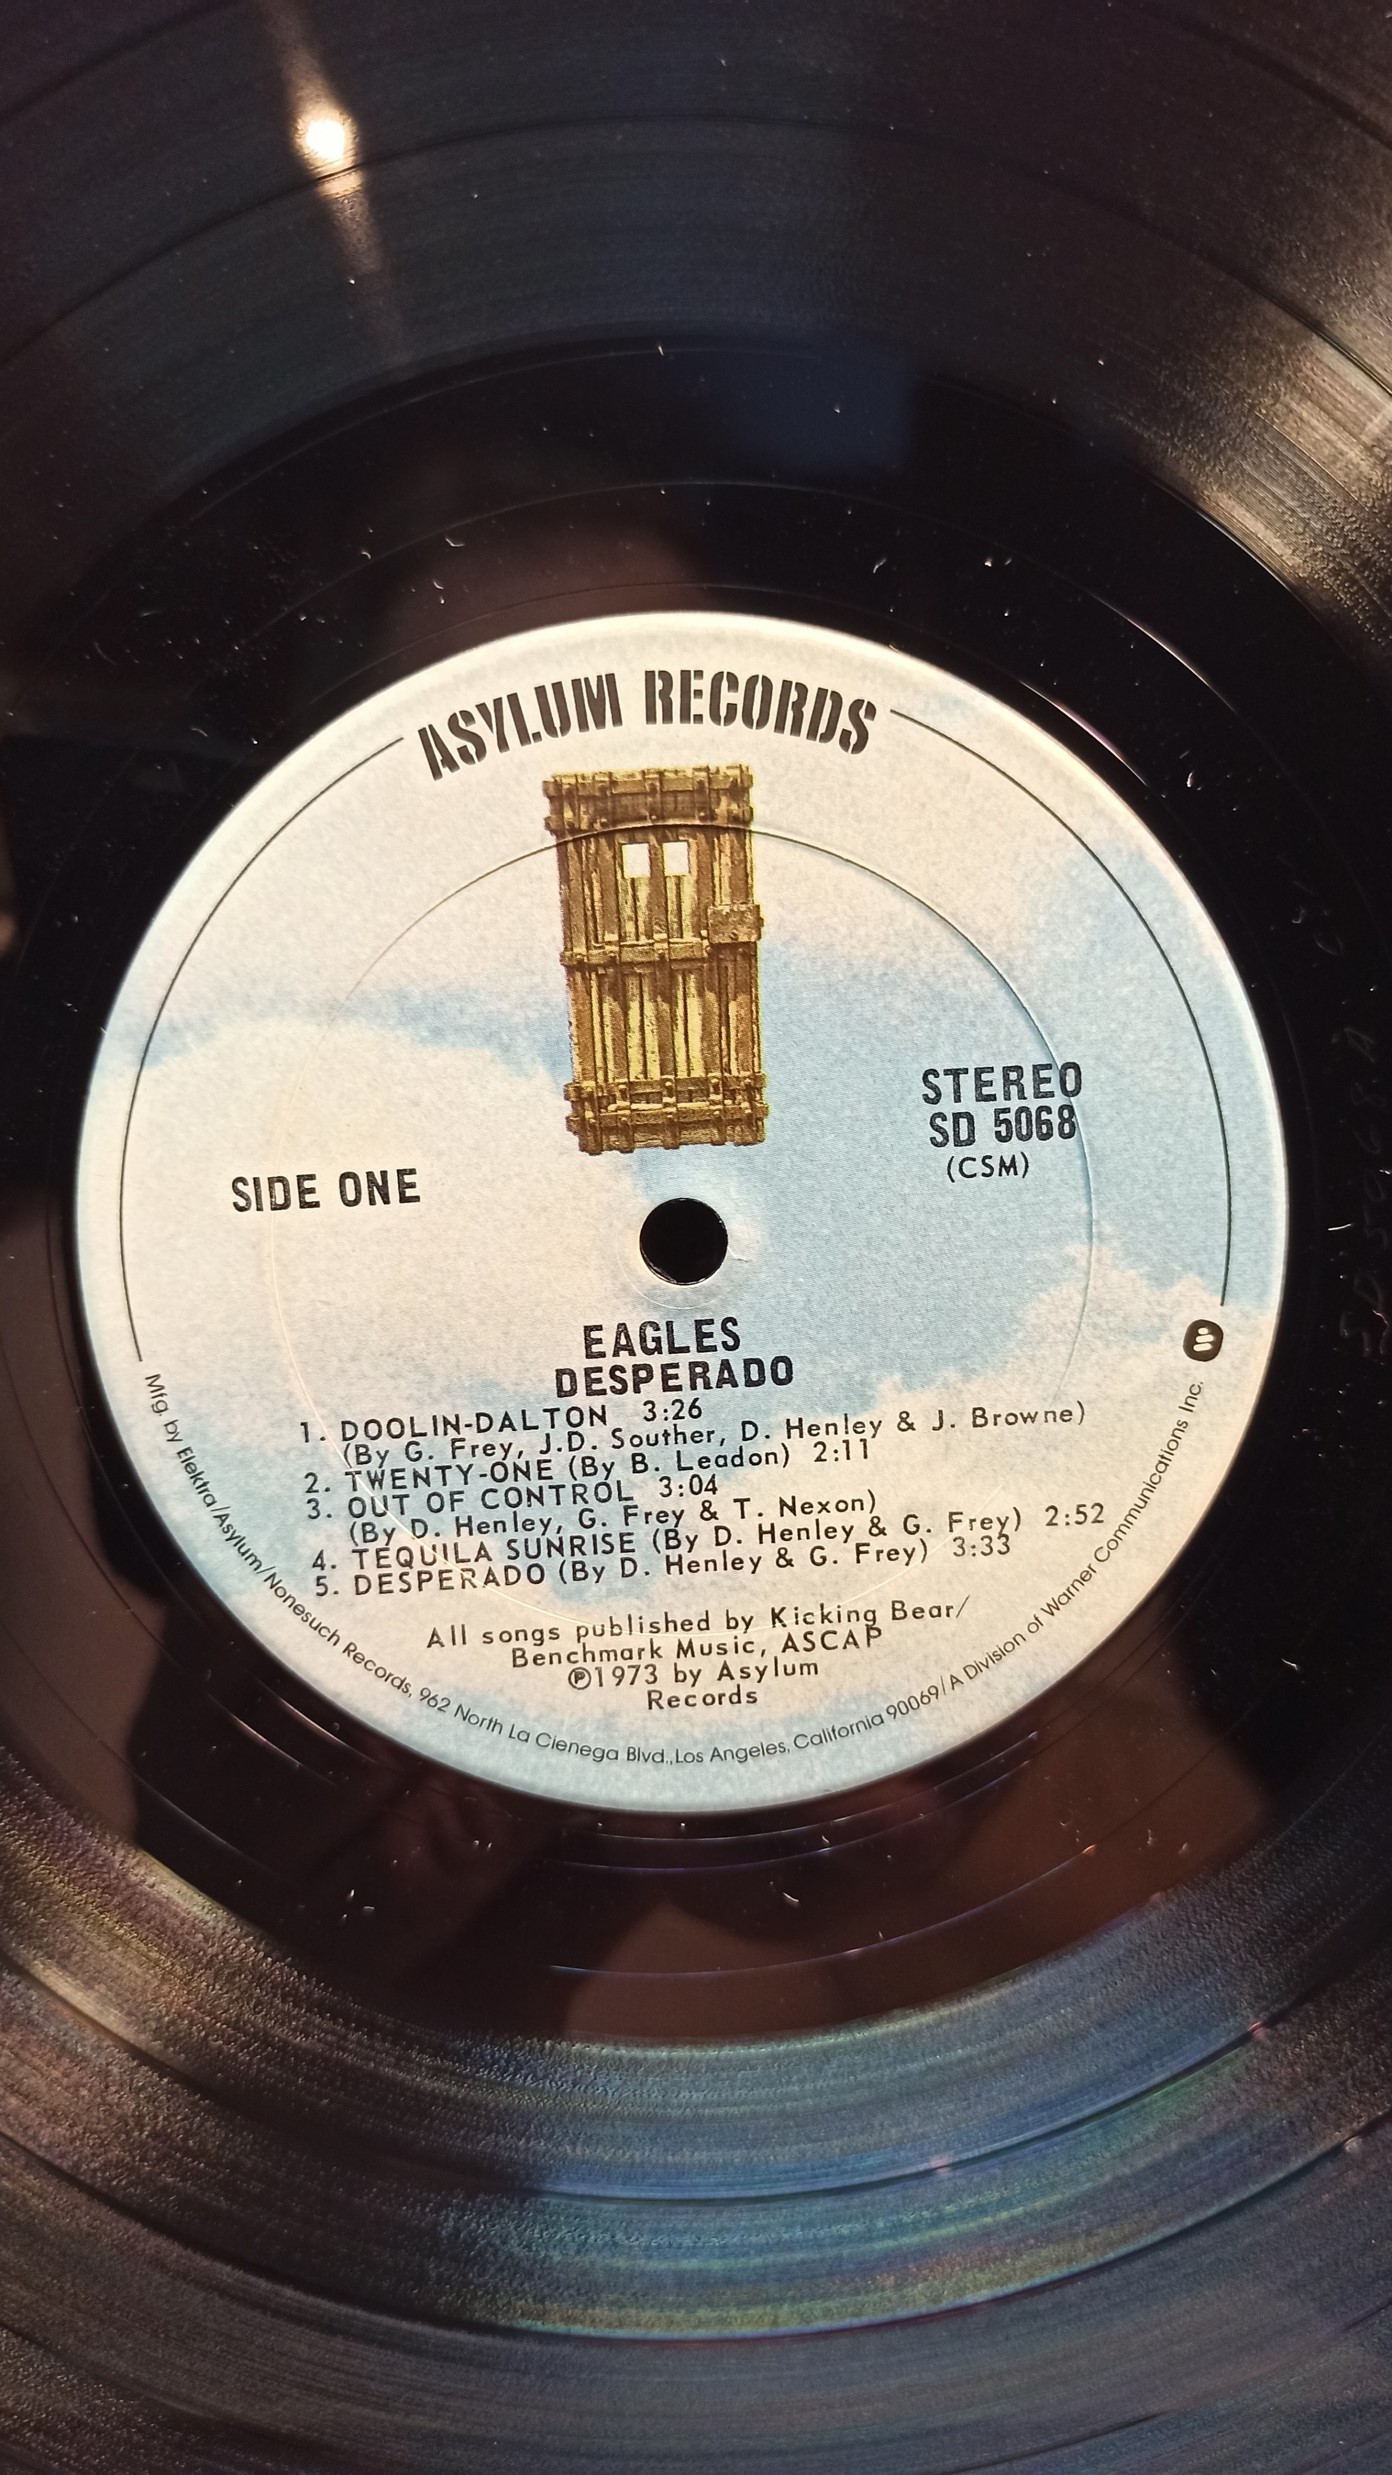 ASYLUM RECORDS
STEREO
SD 5068
(CSM)
SIDE ONE
EAGLES
DESPERADO
1. DOOLIN-DALTON 3:26
(By G. Frey, J.D. Souther, D. Henley & J. Browne)
2. TWENTY-ONE (By B. Leadon) 2:11
3. OUT OF CONTROL 3:04
(By D. Henley, G. Frey & T. Nexon)
4. TEQUILA SUNRISE (By D. Henley & G. Frey) 2:52
5. DESPERADO (By D. Henley & G. Frey) 3:33
All songs published by Kicking Bear/
Benchmark Music, ASCAP
℗1973 by Asylum
Records
Mfg. by Elektra/Asylum/Nonesuch Records, 962 North La Cienega Blvd., Los Angeles, California 90069/A Division of Warner Communications Inc.